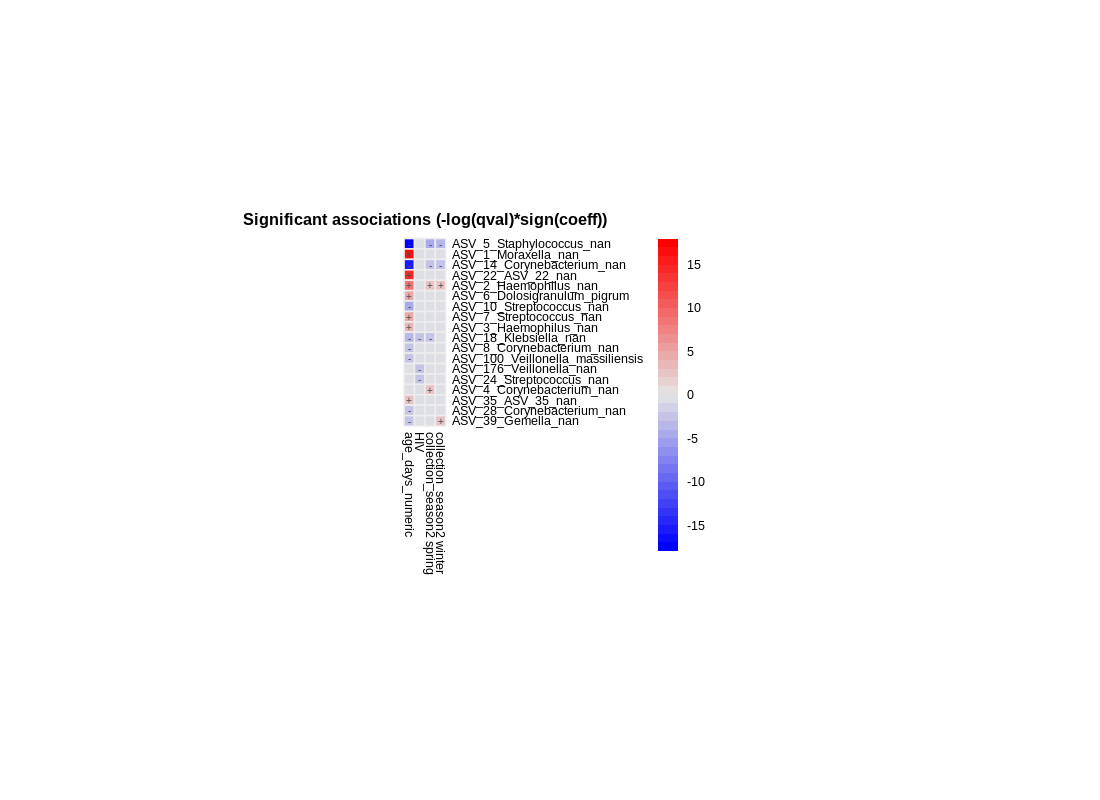 Significant associations (-log(qval)*sign(coeff))
- - - ASV_5_Staphylococcus_nan
+ ASV_1_Moraxella_nan
- - - ASV_14_Corynebacterium_nan
+ ASV_22_ASV_22_nan
+ + + ASV_2_Haemophilus_nan
+ ASV_6_Dolosigranulum_pigrum
- ASV_10_Streptococcus_nan
+ ASV_7_Streptococcus_nan
+ ASV_3_Haemophilus_nan
- - - ASV_18_Klebsiella_nan
- ASV_8_Corynebacterium_nan
- ASV_100_Veillonella_massiliensis
- ASV_176_Veillonella_nan
- ASV_24_Streptococcus_nan
+ ASV_4_Corynebacterium_nan
+ ASV_35_ASV_35_nan
- ASV_28_Corynebacterium_nan
- + ASV_39_Gemella_nan
age_days_numeric
HIV
collection_season2 spring
collection_season2 winter
15
10
5
0
-5
-10
-15